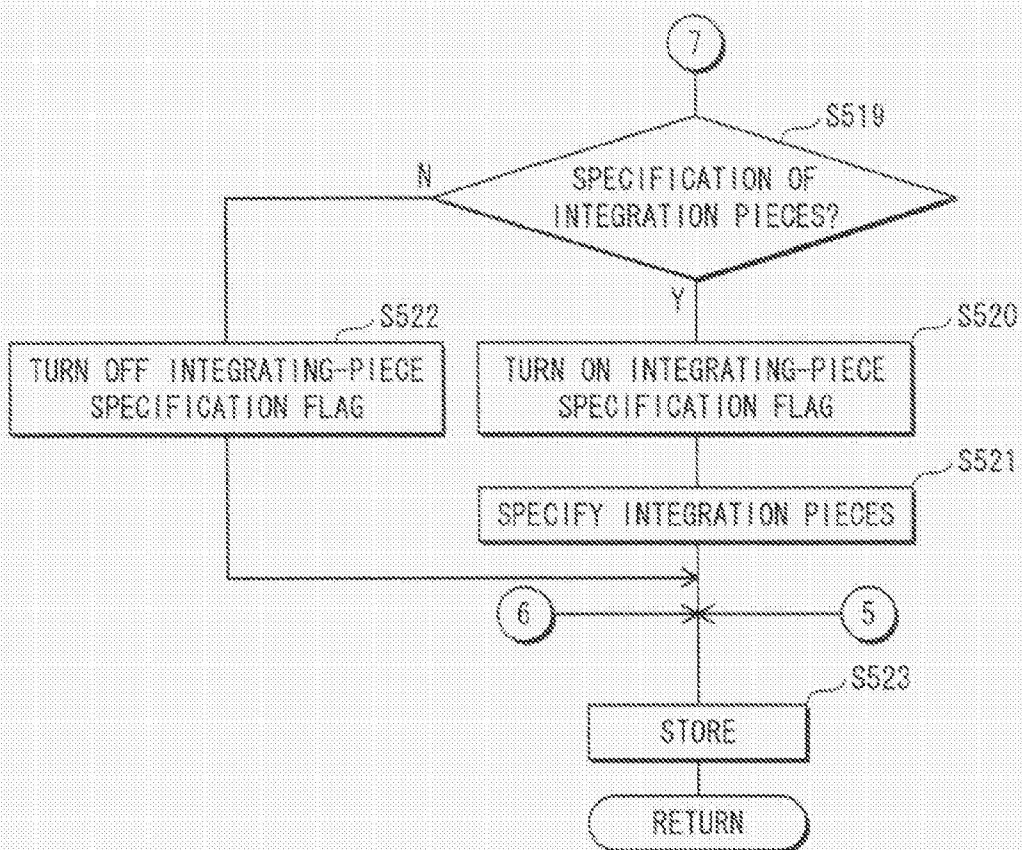 7
S519
N
SPECIFICATION OF
INTEGRATION PIECES?
Y
S522
S520
TURN OFF INTEGRATING-PIECE
SPECIFICATION FLAG
TURN ON INTEGRATING-PIECE
SPECIFICATION FLAG
S521
SPECIFY INTEGRATION PIECES
6
5
S523
STORE
RETURN